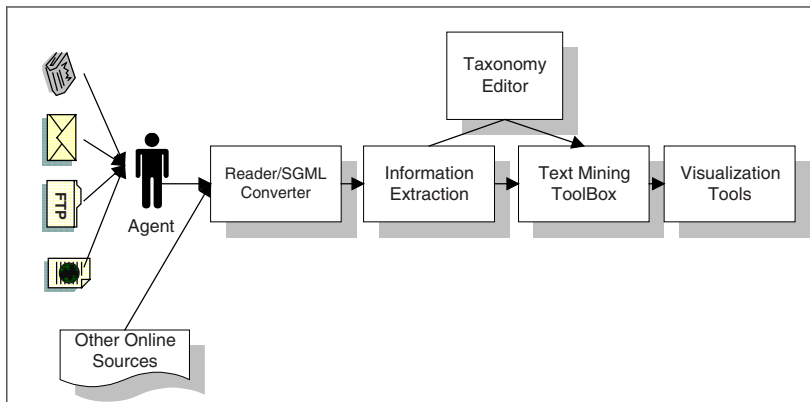 Taxonomy
Editor
FTP
Agent
Reader/SGML
Converter
Information
Extraction
Text Mining
ToolBox
Visualization
Tools
Other Online
Sources